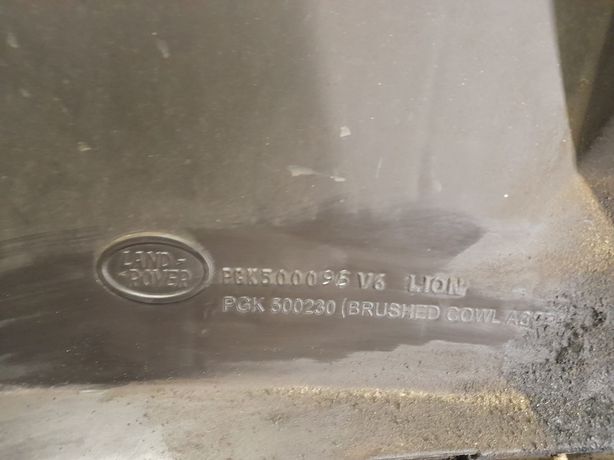 LAND-
ROVER
PGK500096 V6 LION
PGK 500230 (BRUSHED COWL